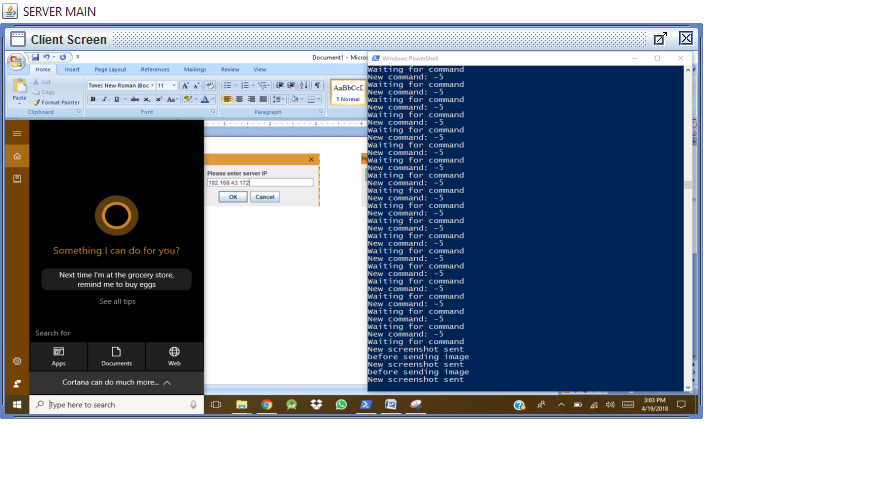 SERVER MAIN
Client Screen
Document1 - Micros
Home Insert Page Layout References Mailings Review View
Paste
Cut
Copy
Format Painter
Clipboard
Times New Roman (Boc
11
Font
Paragraph
AaBbCcD
1 Normal
Please enter server IP
192.168.43.172
OK Cancel
Something I can do for you?
Next time I'm at the grocery store,
remind me to buy eggs
See all tips
Search for
Apps Documents Web
Cortana can do much more...
Type here to search
Windows PowerShell
Waiting for command
New command: -5
Waiting for command
New command: -5
Waiting for command
New command: -5
Waiting for command
New command: -5
Waiting for command
New command: -5
Waiting for command
New command: -5
Waiting for command
New command: -5
Waiting for command
New command: -5
Waiting for command
New command: -5
Waiting for command
New command: -5
Waiting for command
New command: -5
Waiting for command
New command: -5
Waiting for command
New command: -5
Waiting for command
New command: -5
Waiting for command
New command: -5
Waiting for command
New command: -5
Waiting for command
New command: -5
Waiting for command
New command: -5
Waiting for command
New screenshot sent
before sending image
New screenshot sent
before sending image
New screenshot sent
3:03 PM
4/19/2018